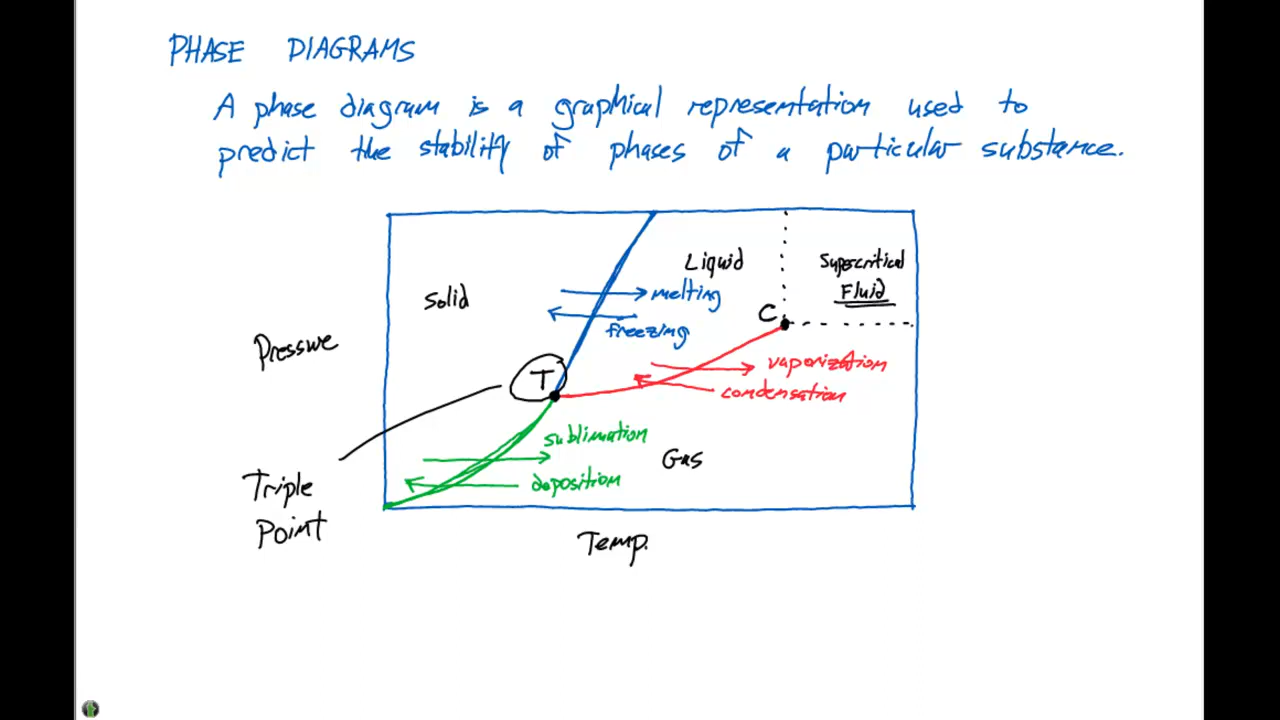 PHASE DIAGRAMS
A phase diagram is a graphical representation used to
predict the stability of phases of a particular substance.
Solid
Liquid
Supercritical
Fluid
melting
freezing
C
Pressure
T
vaporization
condensation
sublimation
Gas
deposition
Triple
Point
Temp.